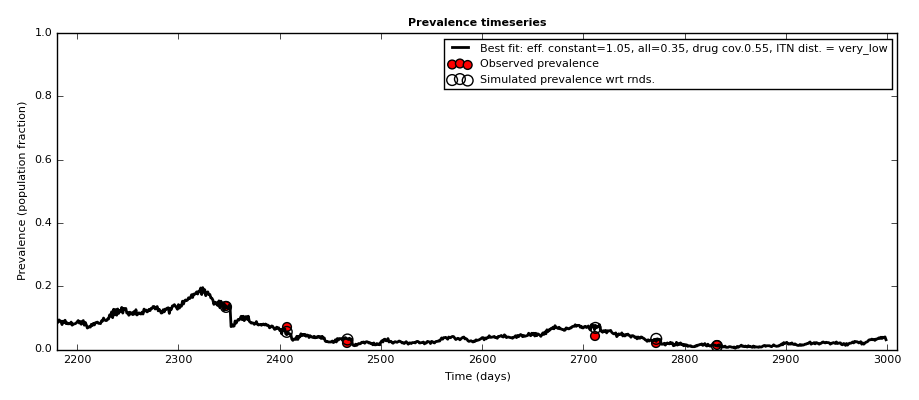 Prevalence timeseries
Best fit: eff. constant=1.05, all=0.35, drug cov.0.55, ITN dist. = very_low
Observed prevalence
Simulated prevalence wrt rnds.
Prevalence (population fraction)
1.0
0.8
0.6
0.4
0.2
0.0
2200 2300 2400 2500 2600 2700 2800 2900 3000
Time (days)